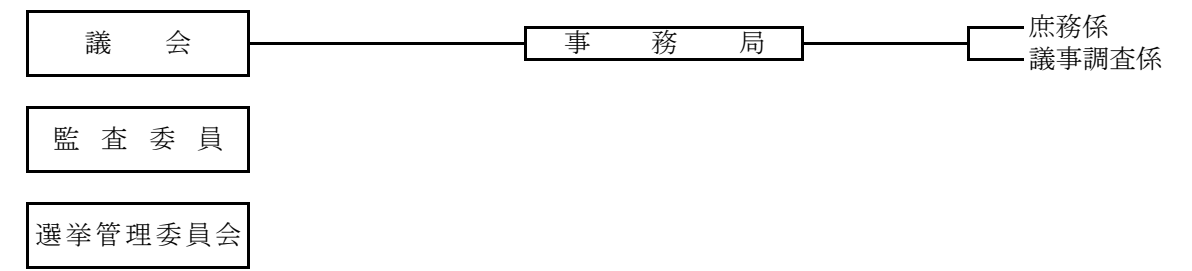 議会
事務局
庶務係
議事調査係
監査委員
選挙管理委員会